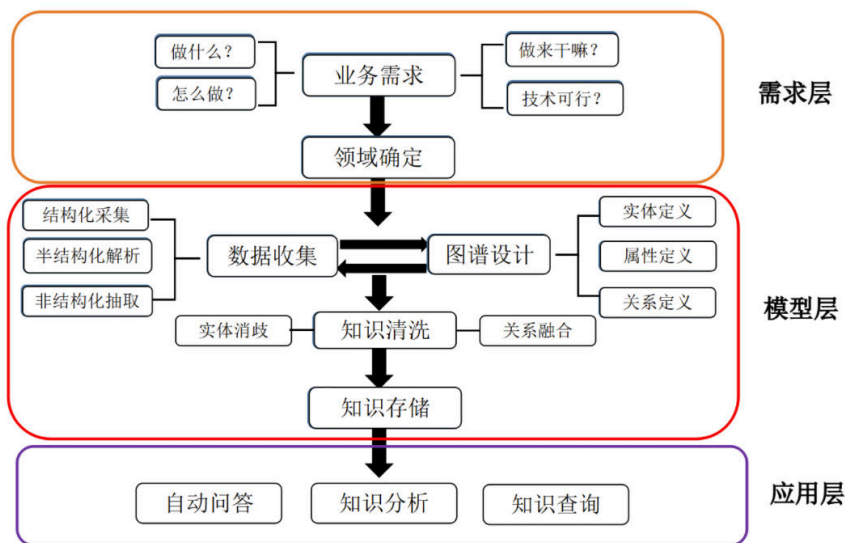 做什么？
做来干嘛？
业务需求
怎么做？
技术可行？
需求层
领域确定
结构化采集
实体定义
半结构化解析
数据收集
图谱设计
属性定义
非结构化抽取
关系定义
模型层
实体消歧
知识清洗
关系融合
知识存储
自动问答
知识分析
知识查询
应用层